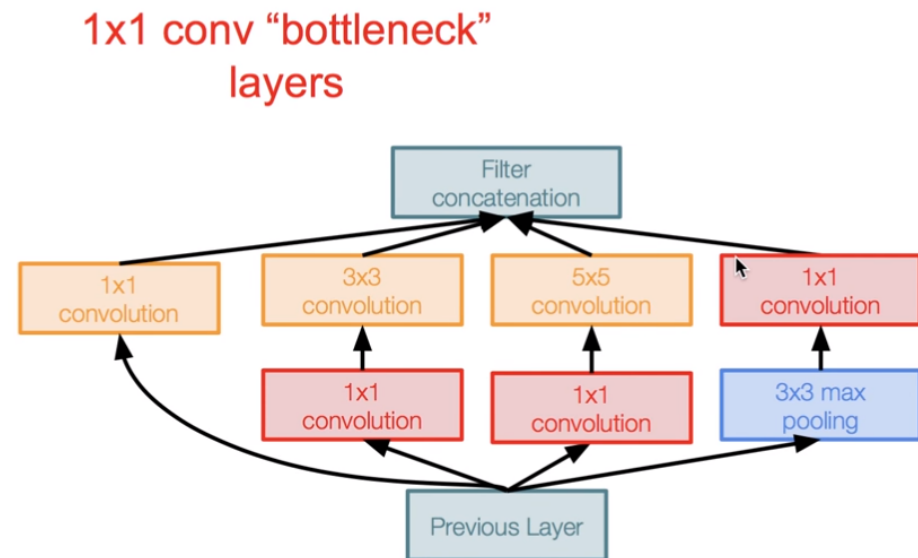 1x1 conv “bottleneck”
layers
Filter
concatenation
1x1
convolution
3x3
convolution
5x5
convolution
1x1
convolution
1x1
convolution
1x1
convolution
3x3 max
pooling
Previous Layer